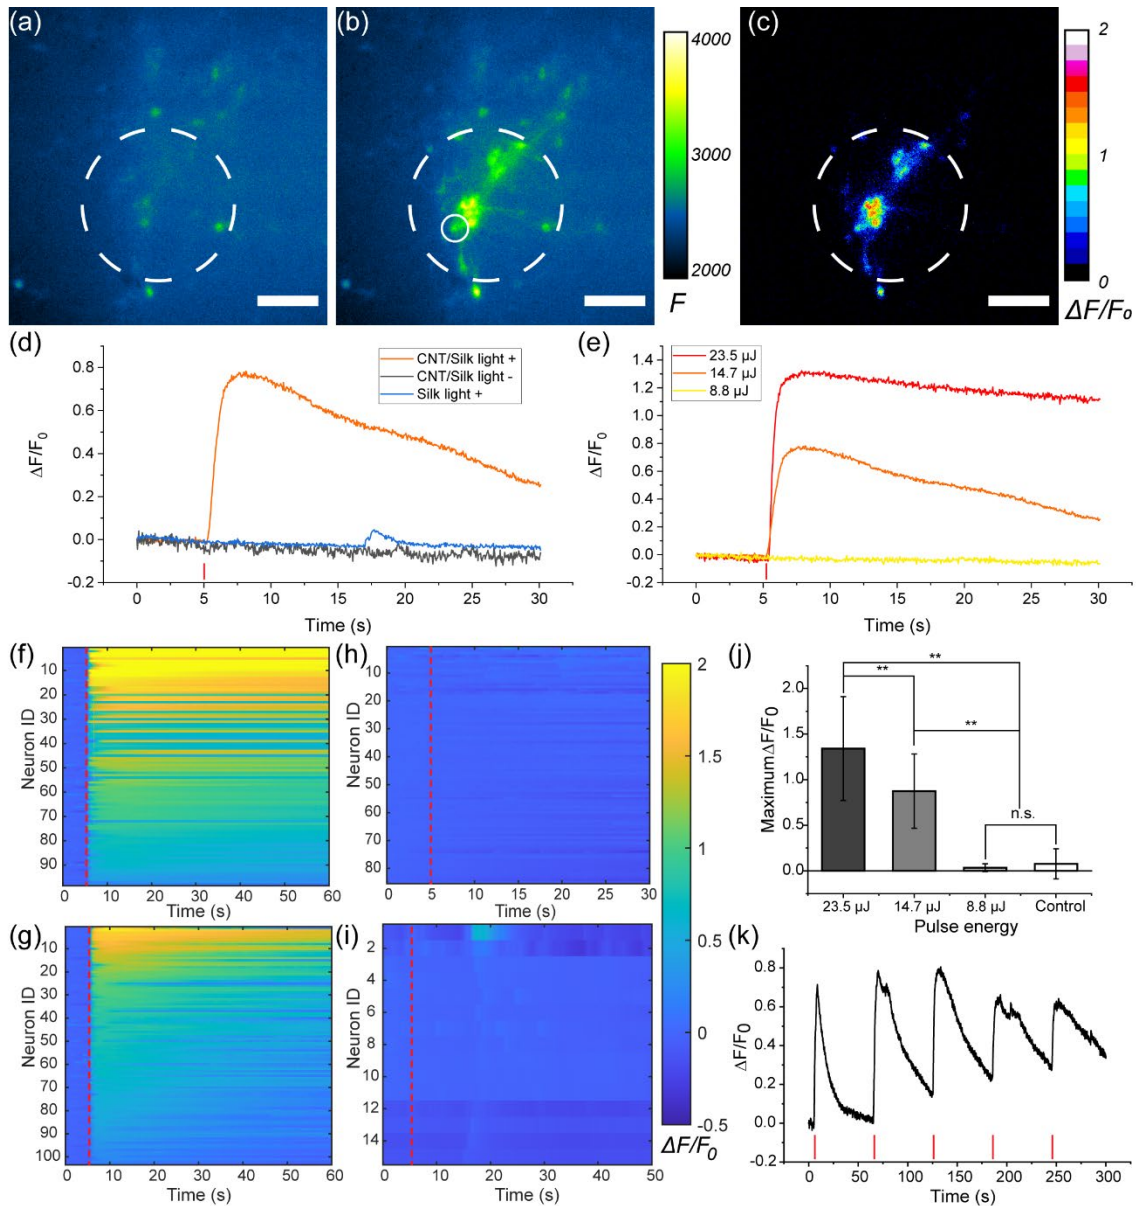 (a)
(b)
4000
3000
2000
F
(c)
2
1
0
ΔF/F₀
(d)
0.8
0.4
0.0
-0.2
ΔF/F₀
CNT/Silk light +
CNT/Silk light -
Silk light +
0 5 10 15 20 25 30
Time (s)
(e)
1.4
1.2
1.0
0.8
0.6
0.4
0.2
0.0
-0.2
ΔF/F₀
23.5 μJ
14.7 μJ
8.8 μJ
0 5 10 15 20 25 30
Time (s)
(f)
Neuron ID
10
20
30
40
50
60
70
80
90
0 10 20 30 40 50 60
Time (s)
(h)
Neuron ID
10
20
30
40
50
60
70
80
0 5 10 15 20 25 30
Time (s)
2
1.5
1
0.5
0
-0.5
ΔF/F₀
(j)
Maximum ΔF/F₀
2.0
1.5
1.0
0.5
0.0
**
**
**
n.s.
23.5 μJ 14.7 μJ 8.8 μJ Control
Pulse energy
(g)
Neuron ID
10
20
30
40
50
60
70
80
90
100
0 10 20 30 40 50 60
Time (s)
(i)
Neuron ID
2
4
6
8
10
12
14
0 10 20 30 40 50
Time (s)
(k)
ΔF/F₀
0.8
0.6
0.4
0.2
0.0
-0.2
0 50 100 150 200 250 300
Time (s)